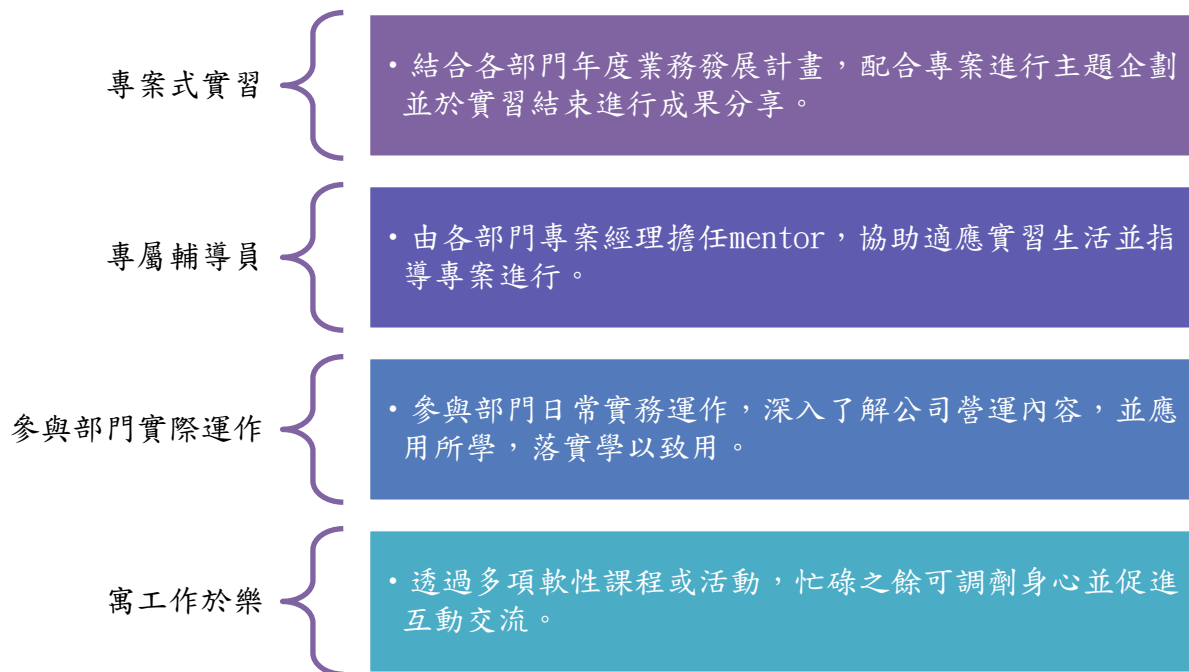 專案式實習
•結合各部門年度業務發展計畫，配合專案進行主題企劃
並於實習結束進行成果分享。
專屬輔導員
•由各部門專案經理擔任mentor，協助適應實習生活並指
導專案進行。
參與部門實際運作
•參與部門日常實務運作，深入了解公司營運內容，並應
用所學，落實學以致用。
寓工作於樂
•透過多項軟性課程或活動，忙碌之餘可調劑身心並促進
互動交流。